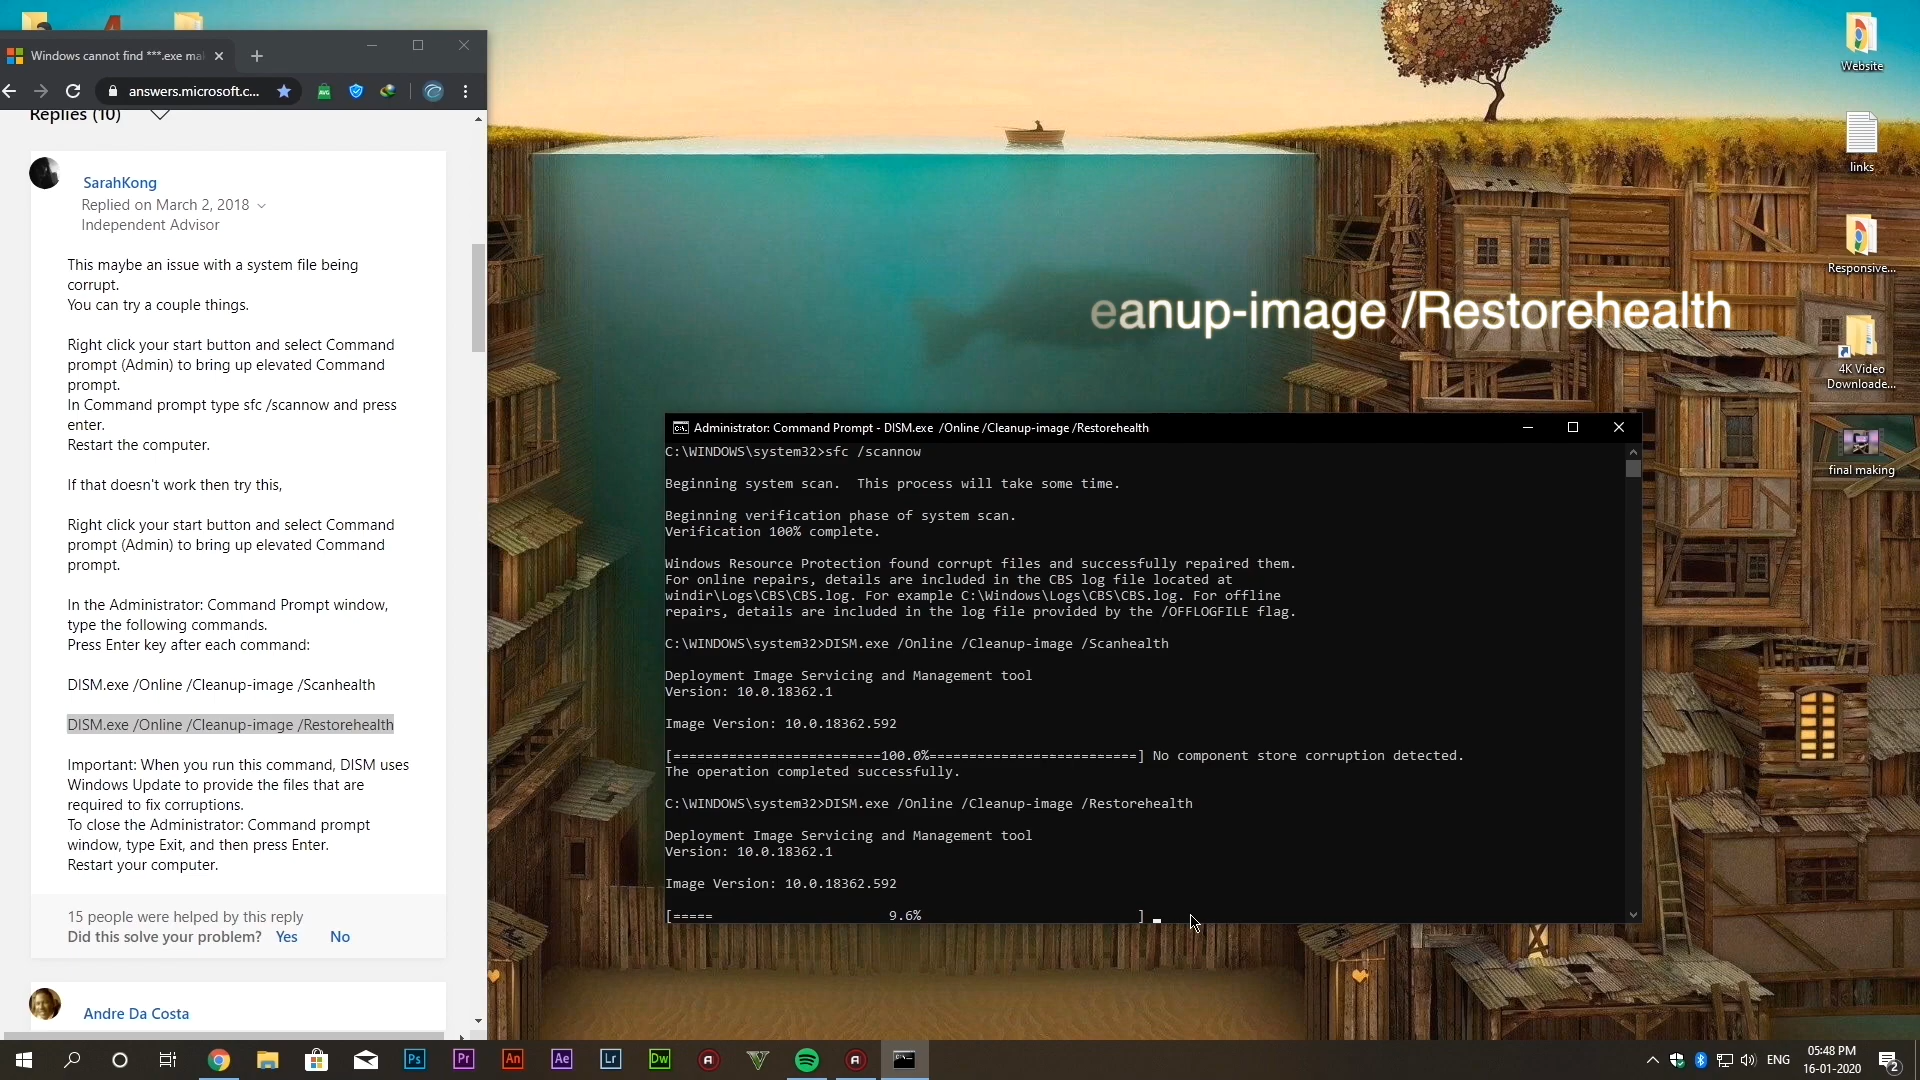 Windows cannot find ***.exe ma
answers.microsoft.c...
Replies (10)
SarahKong
Replied on March 2, 2018
Independent Advisor
This maybe an issue with a system file being
corrupt.
You can try a couple things.
Right click your start button and select Command
prompt (Admin) to bring up elevated Command
prompt.
In Command prompt type sfc /scannow and press
enter.
Restart the computer.
If that doesn't work then try this,
Right click your start button and select Command
prompt (Admin) to bring up elevated Command
prompt.
In the Administrator: Command Prompt window,
type the following commands.
Press Enter key after each command:
DISM.exe /Online /Cleanup-image /Scanhealth
DISM.exe /Online /Cleanup-image /Restorehealth
Important: When you run this command, DISM uses
Windows Update to provide the files that are
required to fix corruptions.
To close the Administrator: Command prompt
window, type Exit, and then press Enter.
Restart your computer.
15 people were helped by this reply
Did this solve your problem? Yes No
Andre Da Costa
eanup-image /Restorehealth
Administrator: Command Prompt - DISM.exe /Online /Cleanup-image /Restorehealth
C:\WINDOWS\system32>sfc /scannow
Beginning system scan.  This process will take some time.
Beginning verification phase of system scan.
Verification 100% complete.
Windows Resource Protection found corrupt files and successfully repaired them.
For online repairs, details are included in the CBS log file located at
windir\Logs\CBS\CBS.log. For example C:\Windows\Logs\CBS\CBS.log. For offline
repairs, details are included in the log file provided by the /OFFLOGFILE flag.
C:\WINDOWS\system32>DISM.exe /Online /Cleanup-image /Scanhealth
Deployment Image Servicing and Management tool
Version: 10.0.18362.1
Image Version: 10.0.18362.592
[==========================100.0%==========================] No component store corruption detected.
The operation completed successfully.
C:\WINDOWS\system32>DISM.exe /Online /Cleanup-image /Restorehealth
Deployment Image Servicing and Management tool
Version: 10.0.18362.1
Image Version: 10.0.18362.592
[=====                      9.6%                           ]
Website
links
Responsive...
4K Video
Downloade...
final making
Ps Pr An Ae Lr Dw
ENG
05:48 PM
16-01-2020
2